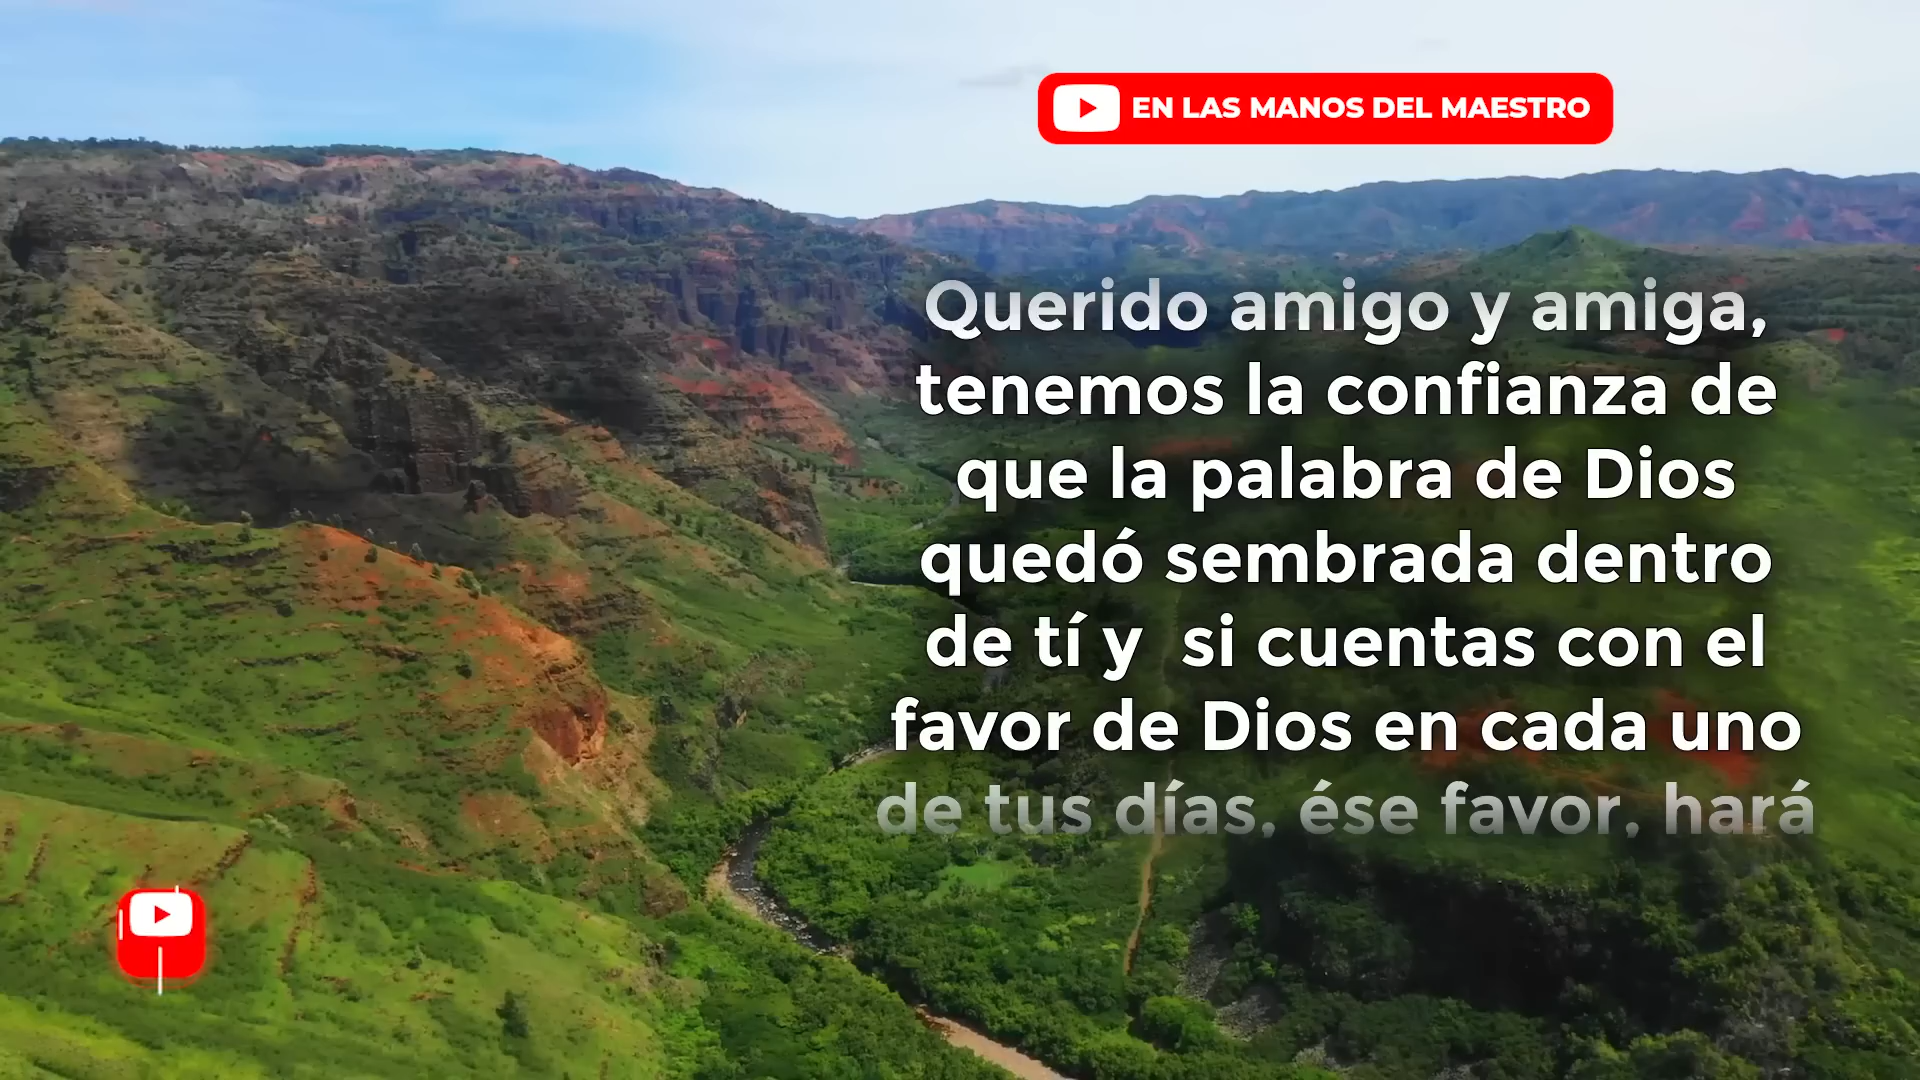 EN LAS MANOS DEL MAESTRO
Querido amigo y amiga,
tenemos la confianza de
que la palabra de Dios
quedó sembrada dentro
de tí y  si cuentas con el
favor de Dios en cada uno
de tus días, ése favor, hará